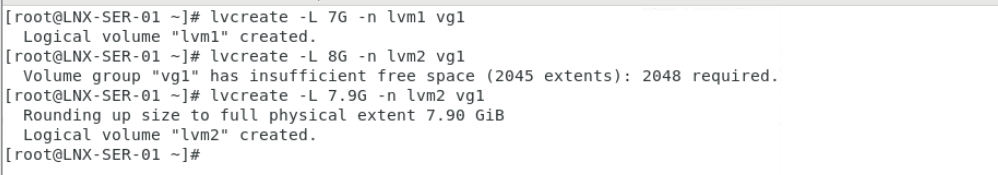 [root@LNX-SER-01 ~]# lvcreate -L 7G -n lvm1 vg1
  Logical volume "lvm1" created.
[root@LNX-SER-01 ~]# lvcreate -L 8G -n lvm2 vg1
  Volume group "vg1" has insufficient free space (2045 extents): 2048 required.
[root@LNX-SER-01 ~]# lvcreate -L 7.9G -n lvm2 vg1
  Rounding up size to full physical extent 7.90 GiB
  Logical volume "lvm2" created.
[root@LNX-SER-01 ~]#